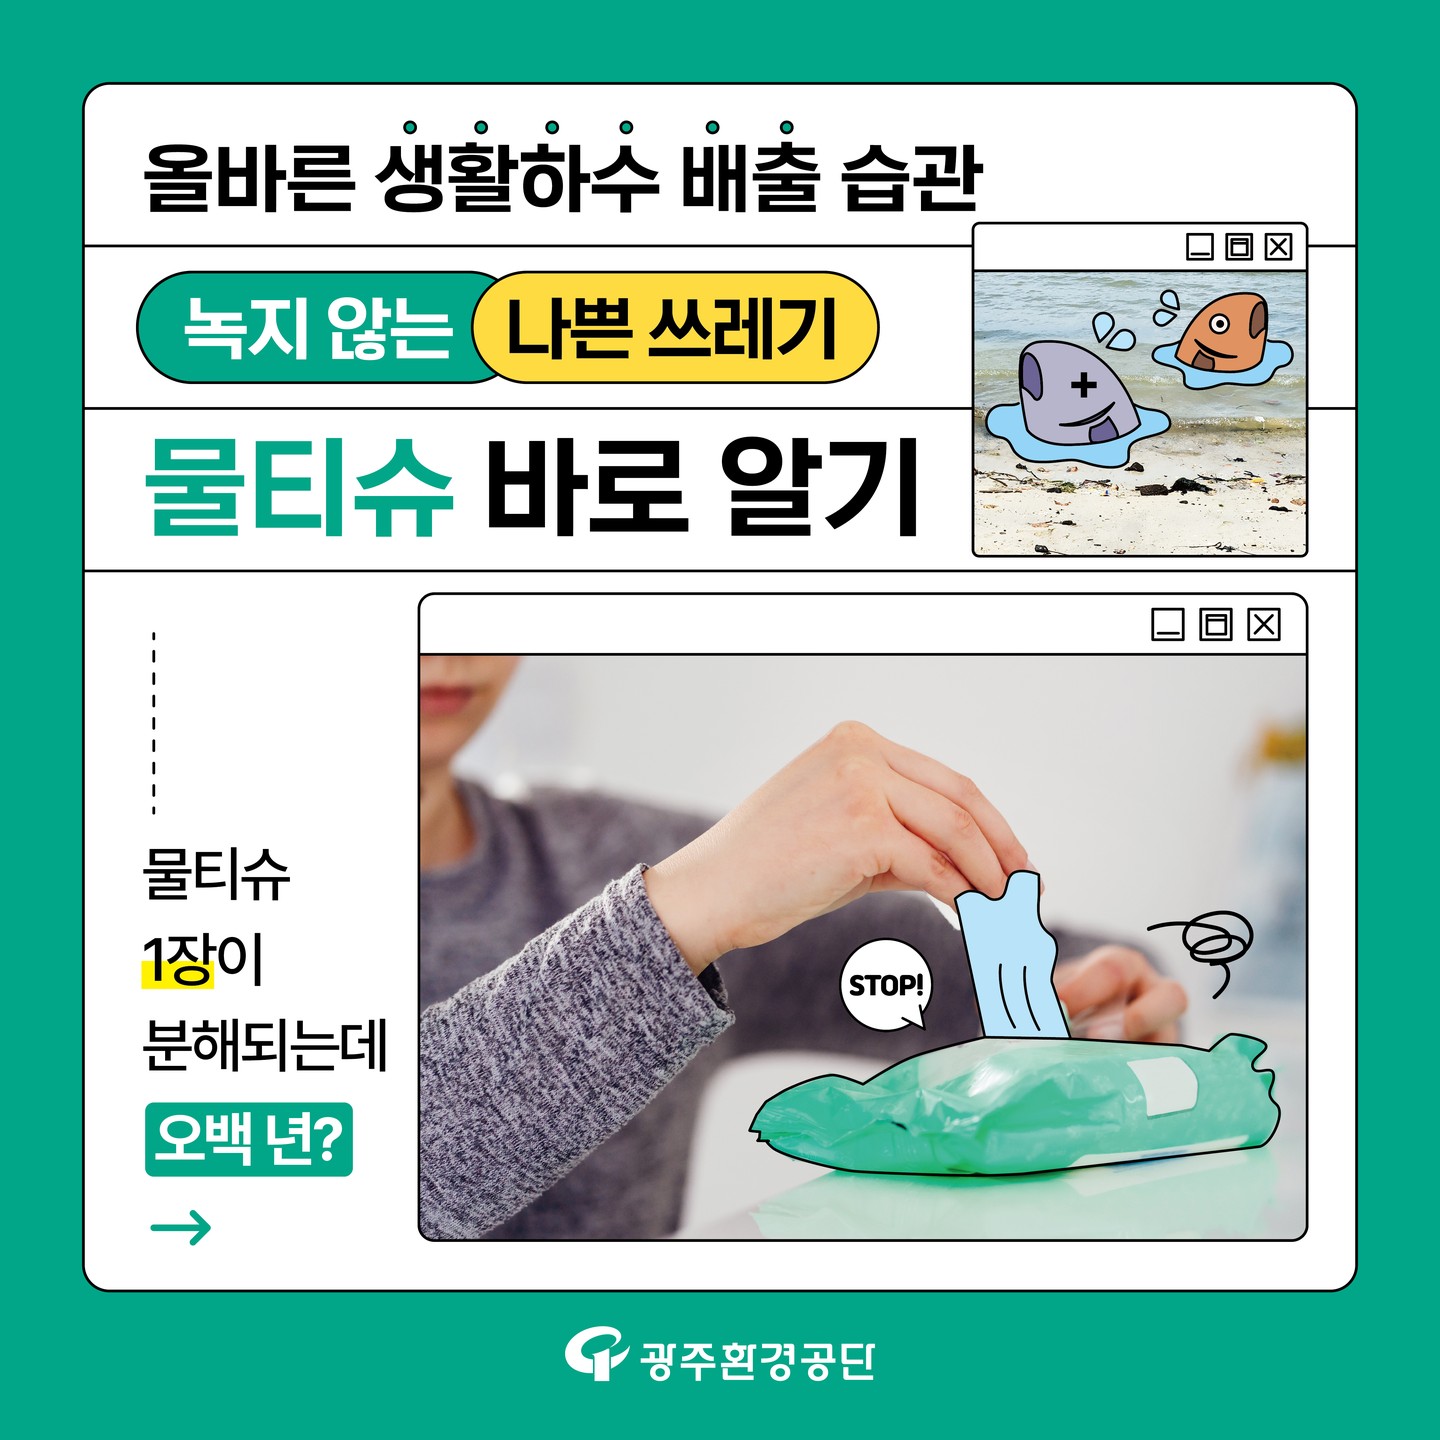 올바른 생활하수 배출 습관
녹지 않는 나쁜 쓰레기
물티슈 바로 알기
물티슈
1장이
분해되는데
오백 년?
STOP!
광주환경공단